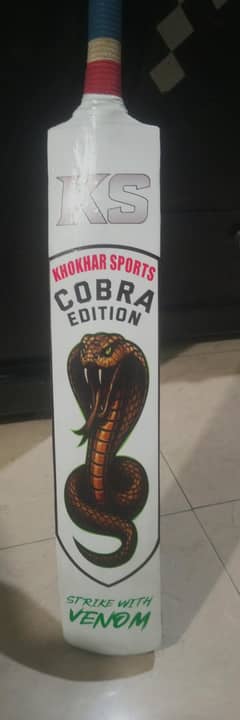 KS
KHOKHAR SPORTS
COBRA
EDITION
STRIKE WITH
VENOM